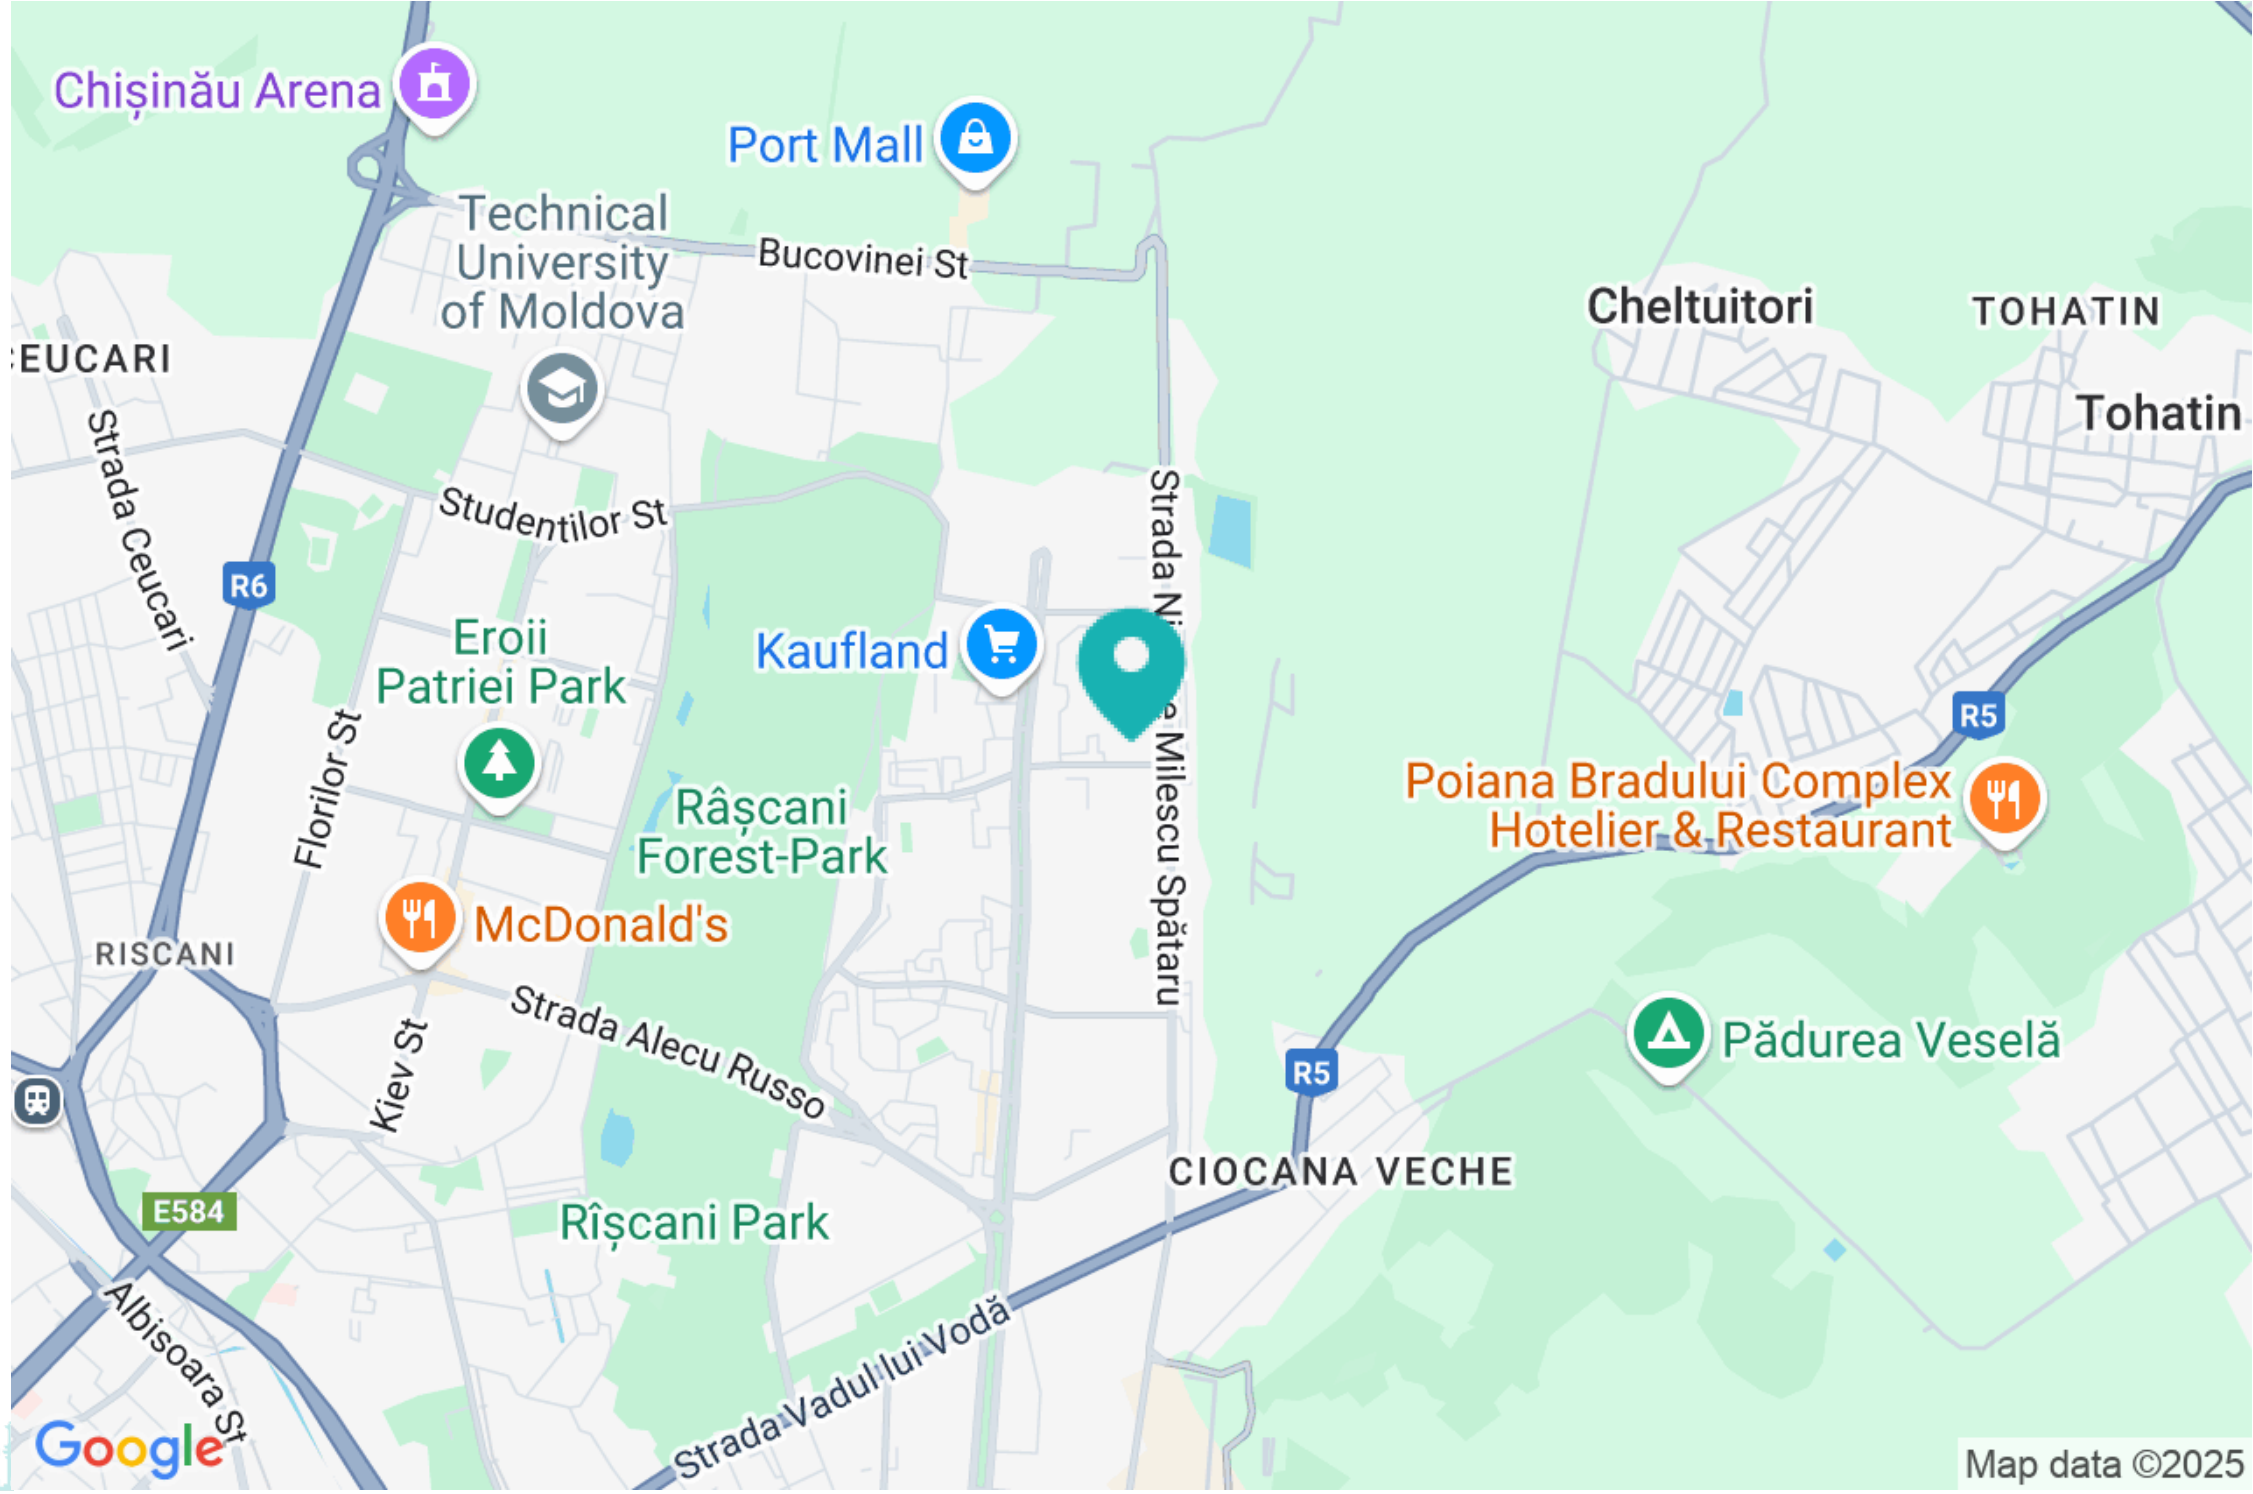 Chișinău Arena
Port Mall
Technical
University
of Moldova
Bucovinei St
Cheltuitori
TOHATIN
CEUCARI
Tohatin
Strada Ceucari
Studentilor St
R6
Eroii
Patriei Park
Kaufland
Strada Ni
e Milescu Spătaru
R5
Florilor St
Râșcani
Forest-Park
Poiana Bradului Complex
Hotelier & Restaurant
McDonald's
RISCANI
Strada Alecu Russo
Kiev St
R5
Pădurea Veselă
CIOCANA VECHE
E584
Rîșcani Park
Albisoara St
Strada Vadul lui Vodă
Google
Map data ©2025